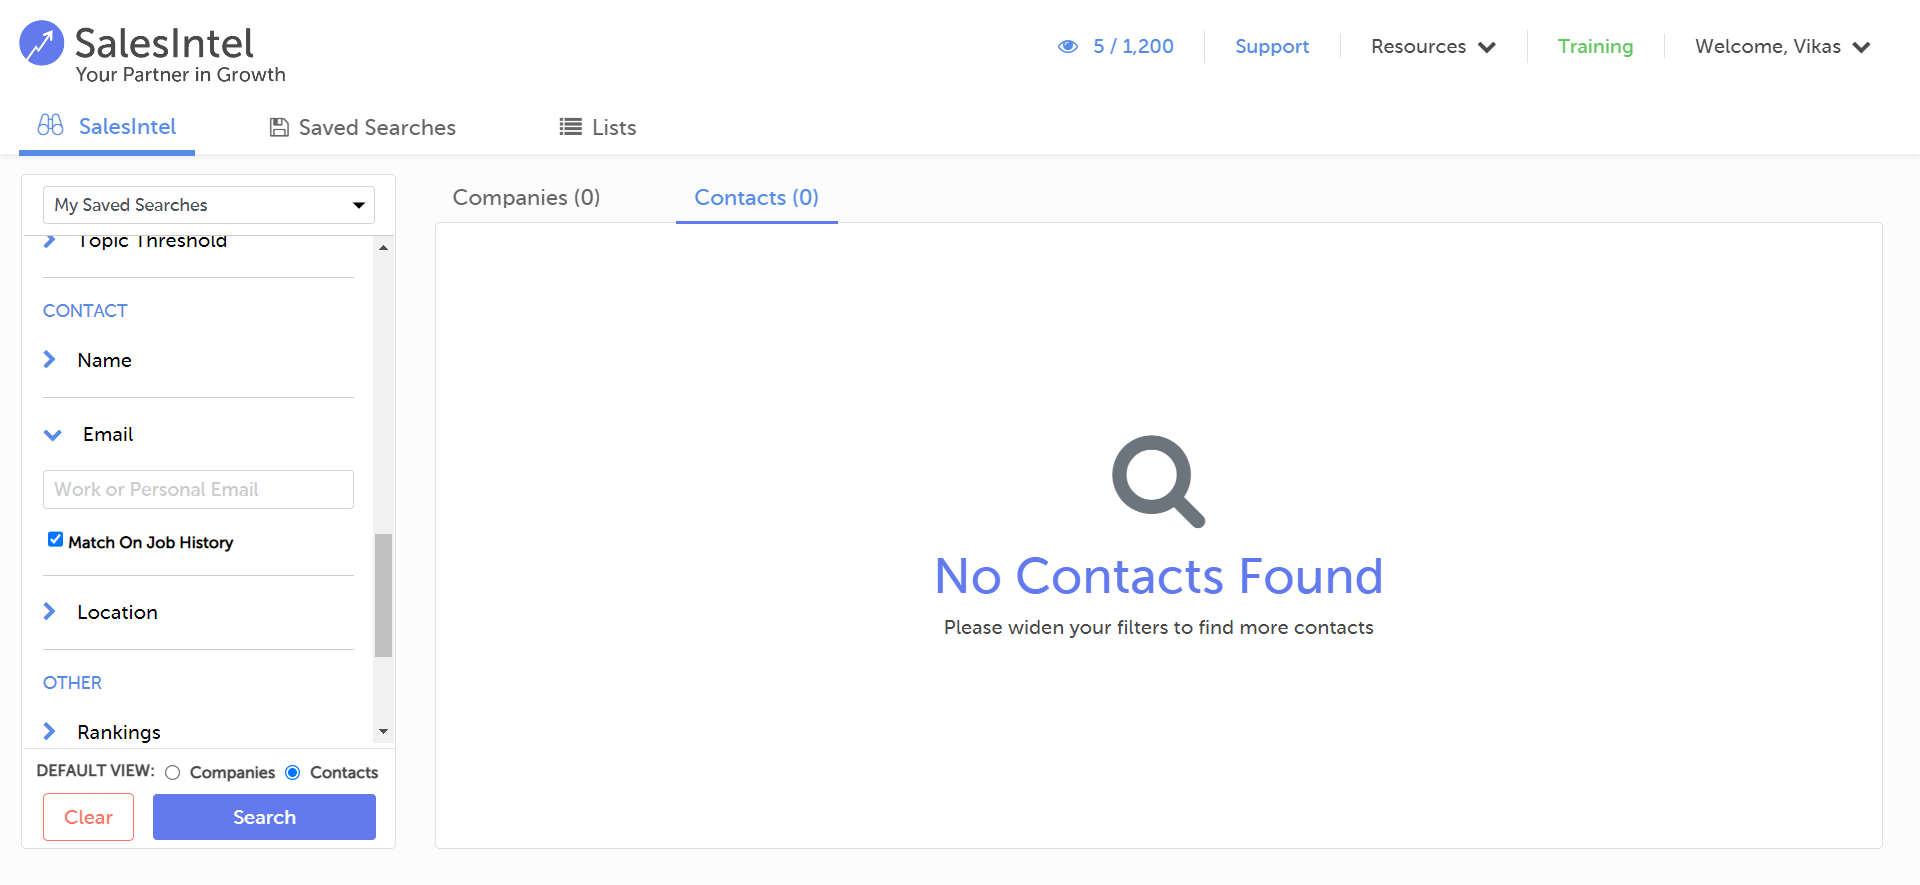 SalesIntel
Your Partner in Growth
5 / 1,200
Support
Resources
Training
Welcome, Vikas
SalesIntel
Saved Searches
Lists
My Saved Searches
Topic Threshold
CONTACT
Name
Email
Work or Personal Email
Match On Job History
Location
OTHER
Rankings
DEFAULT VIEW: Companies Contacts
Clear
Search
Companies (0)
Contacts (0)
No Contacts Found
Please widen your filters to find more contacts